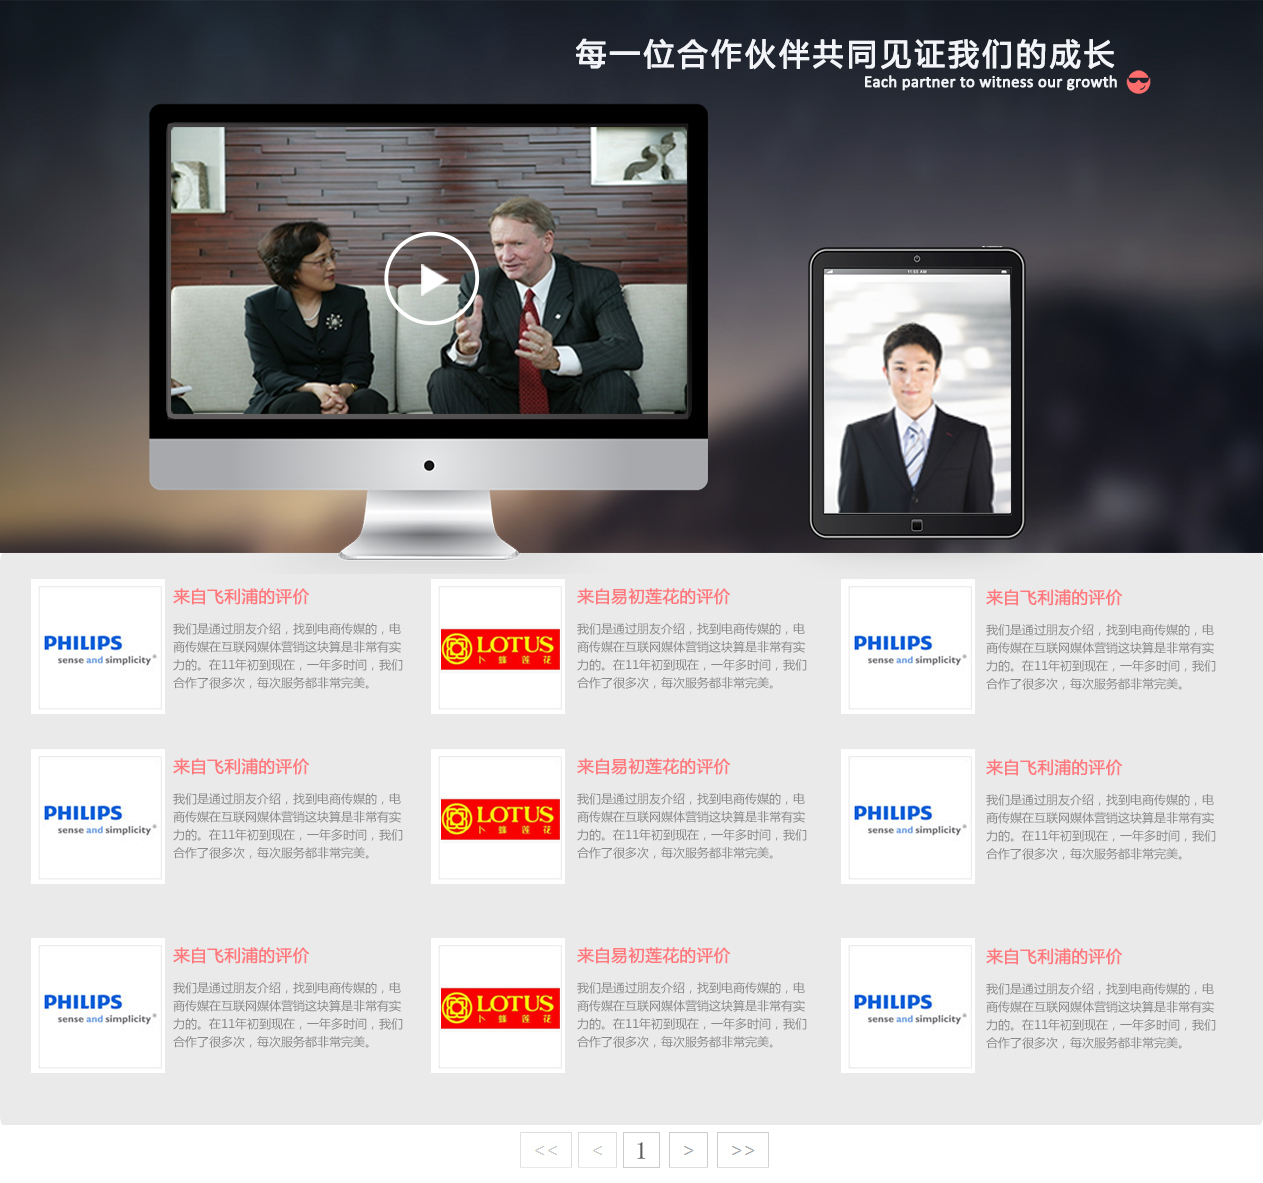 每一位合作伙伴共同见证我们的成长
Each partner to witness our growth
11:55 AM
PHILIPS
sense and simplicity®
来自飞利浦的评价
我们是通过朋友介绍，找到电商传媒的，电
商传媒在互联网媒体营销这块算是非常有实
力的。在11年初到现在，一年多时间，我们
合作了很多次，每次服务都非常完美。
LOTUS
卜蜂莲花
来自易初莲花的评价
我们是通过朋友介绍，找到电商传媒的，电
商传媒在互联网媒体营销这块算是非常有实
力的。在11年初到现在，一年多时间，我们
合作了很多次，每次服务都非常完美。
PHILIPS
sense and simplicity®
来自飞利浦的评价
我们是通过朋友介绍，找到电商传媒的，电
商传媒在互联网媒体营销这块算是非常有实
力的。在11年初到现在，一年多时间，我们
合作了很多次，每次服务都非常完美。
PHILIPS
sense and simplicity®
来自飞利浦的评价
我们是通过朋友介绍，找到电商传媒的，电
商传媒在互联网媒体营销这块算是非常有实
力的。在11年初到现在，一年多时间，我们
合作了很多次，每次服务都非常完美。
LOTUS
卜蜂莲花
来自易初莲花的评价
我们是通过朋友介绍，找到电商传媒的，电
商传媒在互联网媒体营销这块算是非常有实
力的。在11年初到现在，一年多时间，我们
合作了很多次，每次服务都非常完美。
PHILIPS
sense and simplicity®
来自飞利浦的评价
我们是通过朋友介绍，找到电商传媒的，电
商传媒在互联网媒体营销这块算是非常有实
力的。在11年初到现在，一年多时间，我们
合作了很多次，每次服务都非常完美。
PHILIPS
sense and simplicity®
来自飞利浦的评价
我们是通过朋友介绍，找到电商传媒的，电
商传媒在互联网媒体营销这块算是非常有实
力的。在11年初到现在，一年多时间，我们
合作了很多次，每次服务都非常完美。
LOTUS
卜蜂莲花
来自易初莲花的评价
我们是通过朋友介绍，找到电商传媒的，电
商传媒在互联网媒体营销这块算是非常有实
力的。在11年初到现在，一年多时间，我们
合作了很多次，每次服务都非常完美。
PHILIPS
sense and simplicity®
来自飞利浦的评价
我们是通过朋友介绍，找到电商传媒的，电
商传媒在互联网媒体营销这块算是非常有实
力的。在11年初到现在，一年多时间，我们
合作了很多次，每次服务都非常完美。
<< < 1 > >>